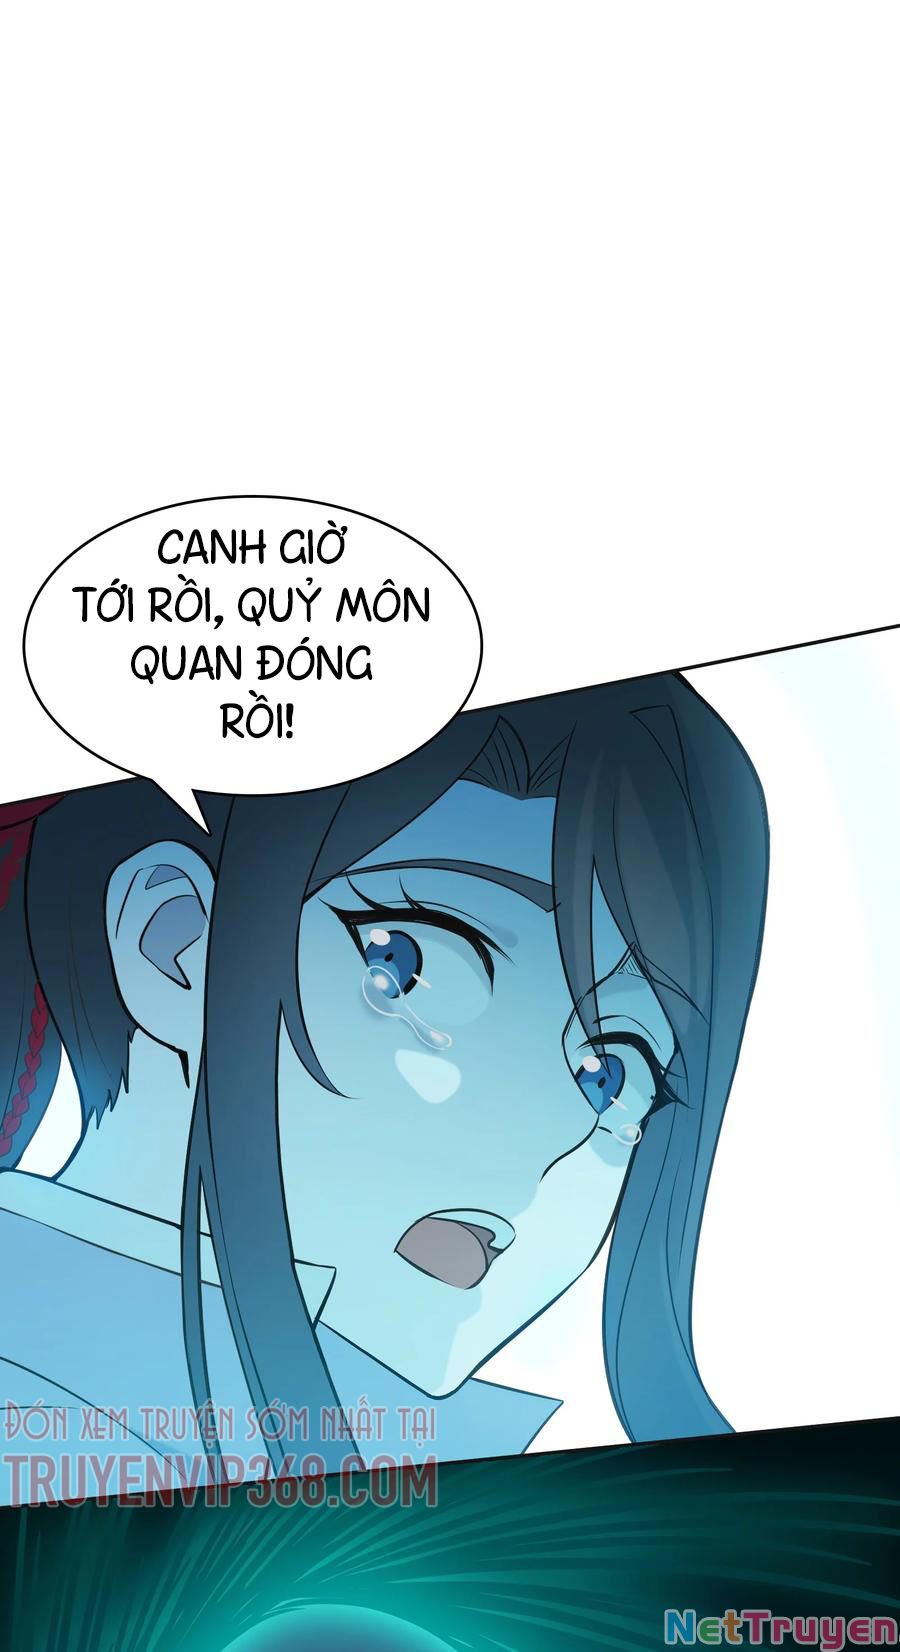 CANH GIỜ
TỚI RỒI, QUỶ MÔN
QUAN ĐÓNG
RỒI!
ĐÓN XEM TRUYỆN SỚM NHẤT TẠI
TRUYENVIP368.COM
NetTruyen